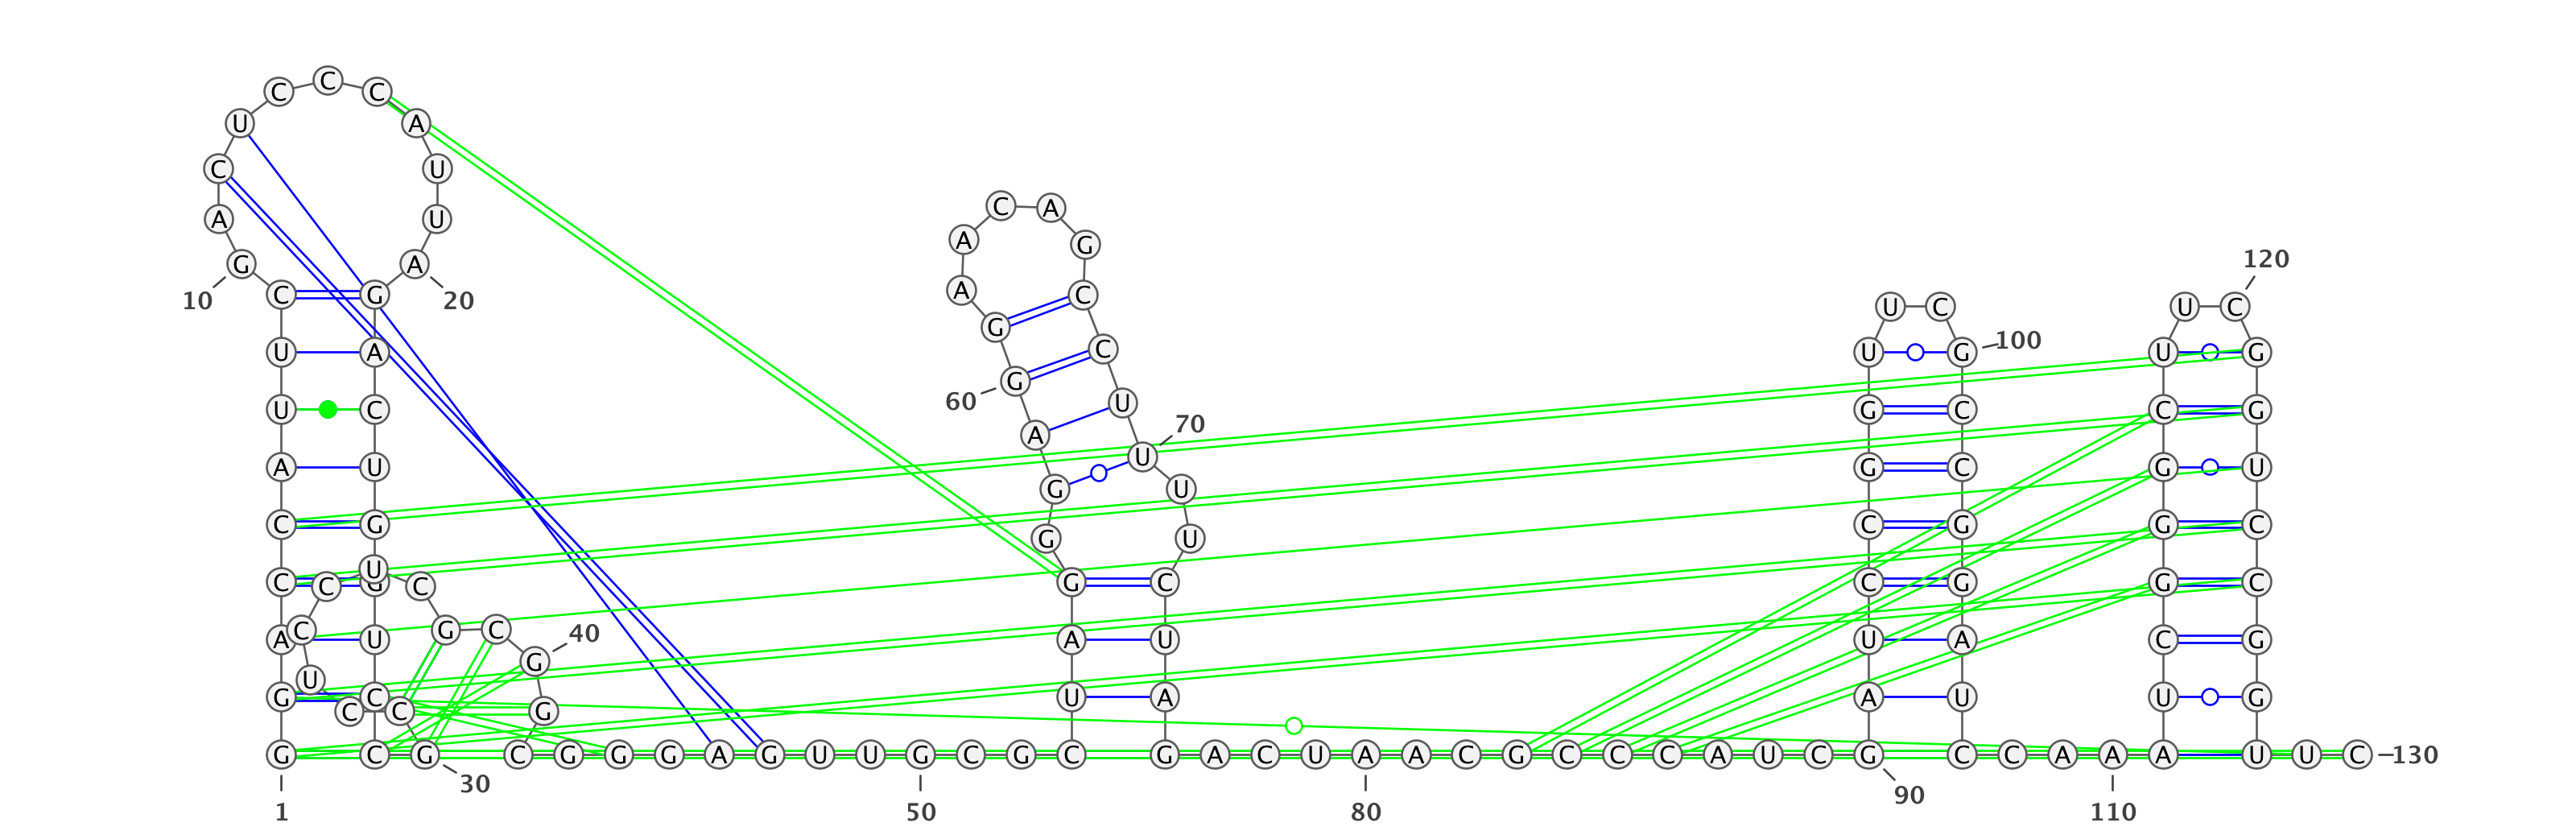 C
C C
U A
C U
C A
A U
A G
120
G A
A C
C G U C U C
10 20
G
100
U A C U G U G
G
60 U
U C G C C G
70
A
U
A U G C G U
G U
C G C G G C
G U
U
C C G C G C C G G C
G C 40
A C U A U U A C G
G
U
G C U A A U U G
C C G
G C G C G G G A G U U G C G C G A C U A A C G C C C A U C G C C A A A U U C 130
30 90
1 50 80 110